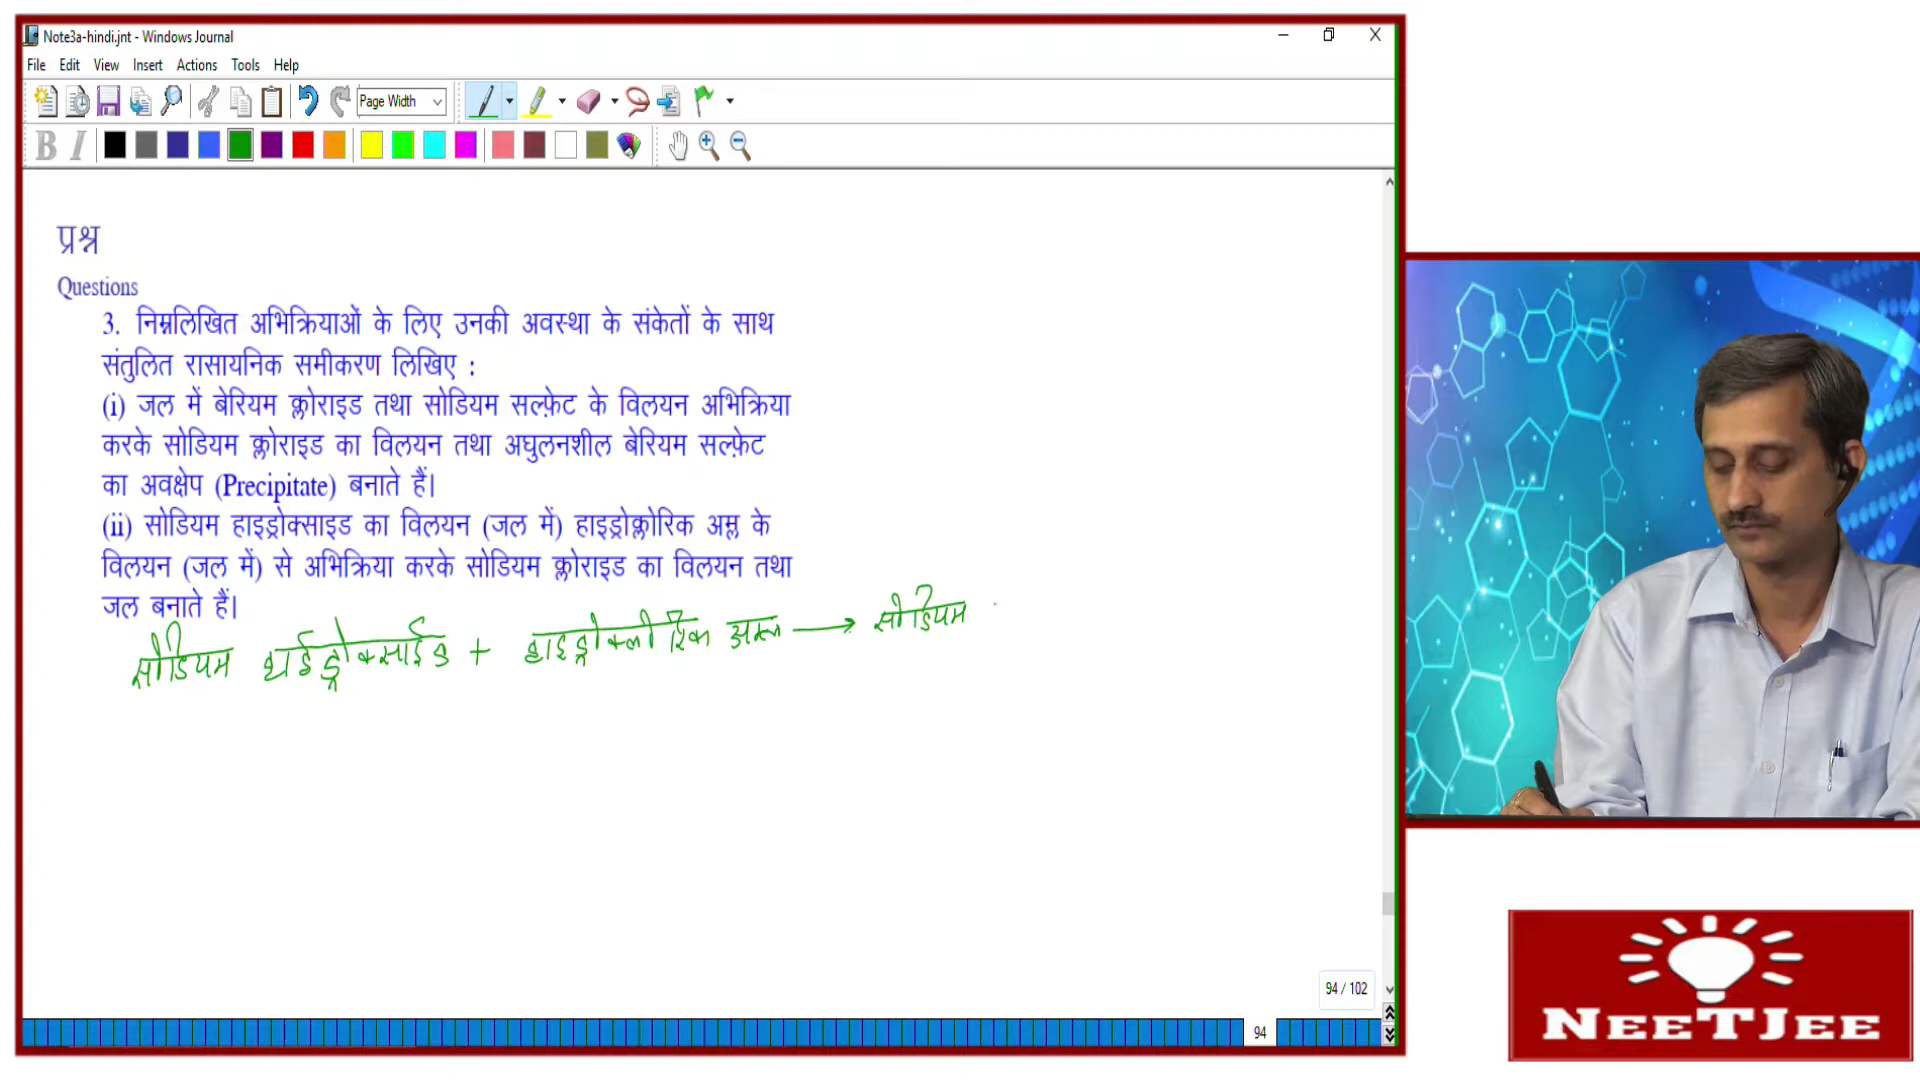 Note3a-hindi.jnt - Windows Journal
File Edit View Insert Actions Tools Help
Page Width
B I
प्रश्न
Questions
3. निम्नलिखित अभिक्रियाओं के लिए उनकी अवस्था के संकेतों के साथ
संतुलित रासायनिक समीकरण लिखिए :
(i) जल में बेरियम क्लोराइड तथा सोडियम सल्फ़ेट के विलयन अभिक्रिया
करके सोडियम क्लोराइड का विलयन तथा अघुलनशील बेरियम सल्फ़ेट
का अवक्षेप (Precipitate) बनाते हैं।
(ii) सोडियम हाइड्रोक्साइड का विलयन (जल में) हाइड्रोक्लोरिक अम्ल के
विलयन (जल में) से अभिक्रिया करके सोडियम क्लोराइड का विलयन तथा
जल बनाते हैं।
सोडियम हाईड्रोक्साईड + हाइड्रोक्लोरिक अम्ल → सोडियम
94 / 102
94
NEETJEE